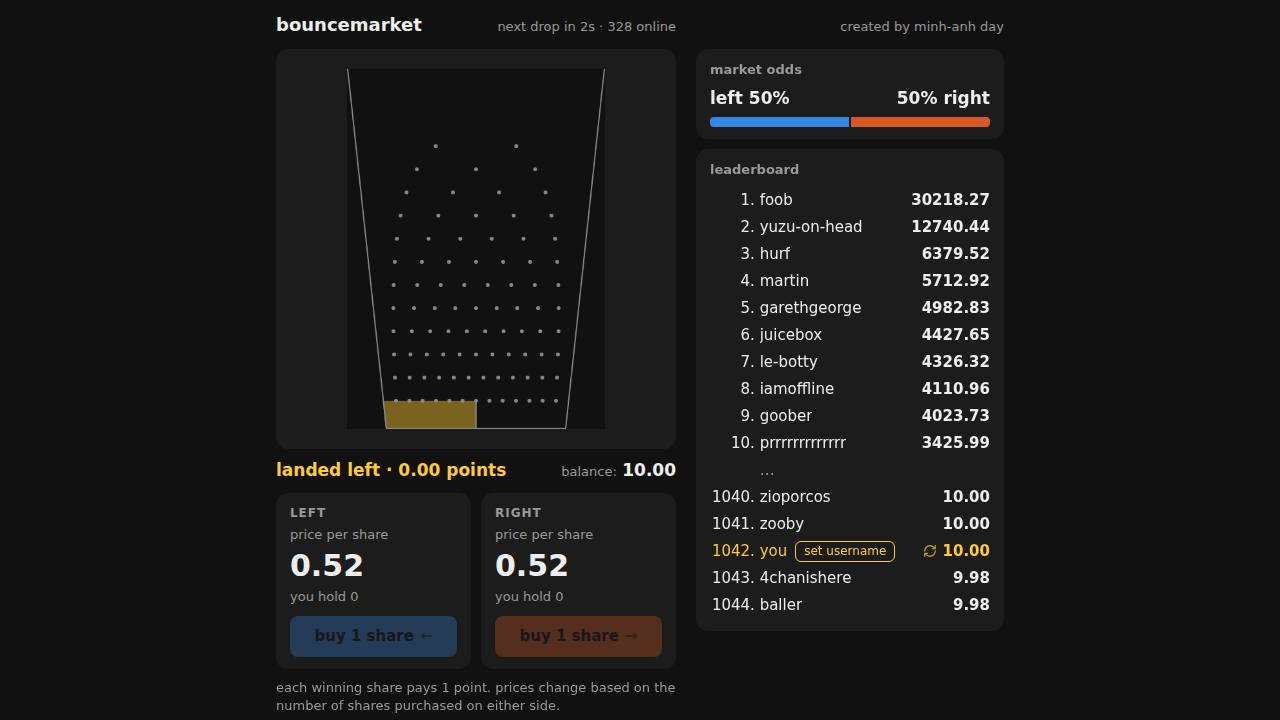 bouncemarket
next drop in 2s · 328 online
created by minh-anh day
landed left · 0.00 points
balance: 10.00
LEFT
price per share
0.52
you hold 0
buy 1 share ←
RIGHT
price per share
0.52
you hold 0
buy 1 share →
each winning share pays 1 point. prices change based on the
number of shares purchased on either side.
market odds
left 50%
50% right
leaderboard
1. foob 30218.27
2. yuzu-on-head 12740.44
3. hurf 6379.52
4. martin 5712.92
5. garethgeorge 4982.83
6. juicebox 4427.65
7. le-botty 4326.32
8. iamoffline 4110.96
9. goober 4023.73
10. prrrrrrrrrrrrr 3425.99
…
1040. zioporcos 10.00
1041. zooby 10.00
1042. you set username 10.00
1043. 4chanishere 9.98
1044. baller 9.98